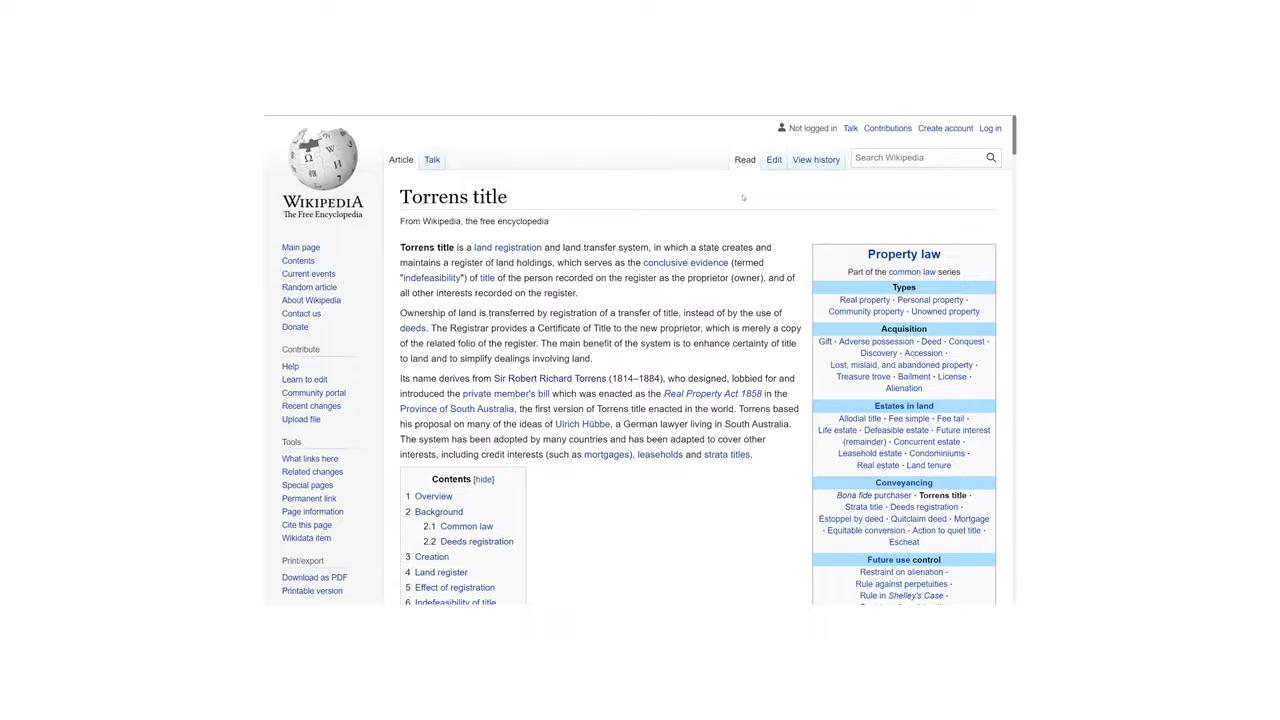 Not logged in Talk Contributions Create account Log in
Article Talk Read Edit View history Search Wikipedia
WIKIPEDIA
The Free Encyclopedia
Main page
Contents
Current events
Random article
About Wikipedia
Contact us
Donate
Contribute
Help
Learn to edit
Community portal
Recent changes
Upload file
Tools
What links here
Related changes
Special pages
Permanent link
Page information
Cite this page
Wikidata item
Print/export
Download as PDF
Printable version
Torrens title
From Wikipedia, the free encyclopedia
Torrens title is a land registration and land transfer system, in which a state creates and
maintains a register of land holdings, which serves as the conclusive evidence (termed
"indefeasibility") of title of the person recorded on the register as the proprietor (owner), and of
all other interests recorded on the register.
Ownership of land is transferred by registration of a transfer of title, instead of by the use of
deeds. The Registrar provides a Certificate of Title to the new proprietor, which is merely a copy
of the related folio of the register. The main benefit of the system is to enhance certainty of title
to land and to simplify dealings involving land.
Its name derives from Sir Robert Richard Torrens (1814–1884), who designed, lobbied for and
introduced the private member's bill which was enacted as the Real Property Act 1858 in the
Province of South Australia, the first version of Torrens title enacted in the world. Torrens based
his proposal on many of the ideas of Ulrich Hübbe, a German lawyer living in South Australia.
The system has been adopted by many countries and has been adapted to cover other
interests, including credit interests (such as mortgages), leaseholds and strata titles.
Contents [hide]
1 Overview
2 Background
2.1 Common law
2.2 Deeds registration
3 Creation
4 Land register
5 Effect of registration
6 Indefeasibility of title
Property law
Part of the common law series
Types
Real property · Personal property ·
Community property · Unowned property
Acquisition
Gift · Adverse possession · Deed · Conquest ·
Discovery · Accession ·
Lost, mislaid, and abandoned property ·
Treasure trove · Bailment · License ·
Alienation
Estates in land
Allodial title · Fee simple · Fee tail ·
Life estate · Defeasible estate · Future interest
(remainder) · Concurrent estate ·
Leasehold estate · Condominiums ·
Real estate · Land tenure
Conveyancing
Bona fide purchaser · Torrens title ·
Strata title · Deeds registration ·
Estoppel by deed · Quitclaim deed · Mortgage
· Equitable conversion · Action to quiet title ·
Escheat
Future use control
Restraint on alienation ·
Rule against perpetuities ·
Rule in Shelley's Case ·